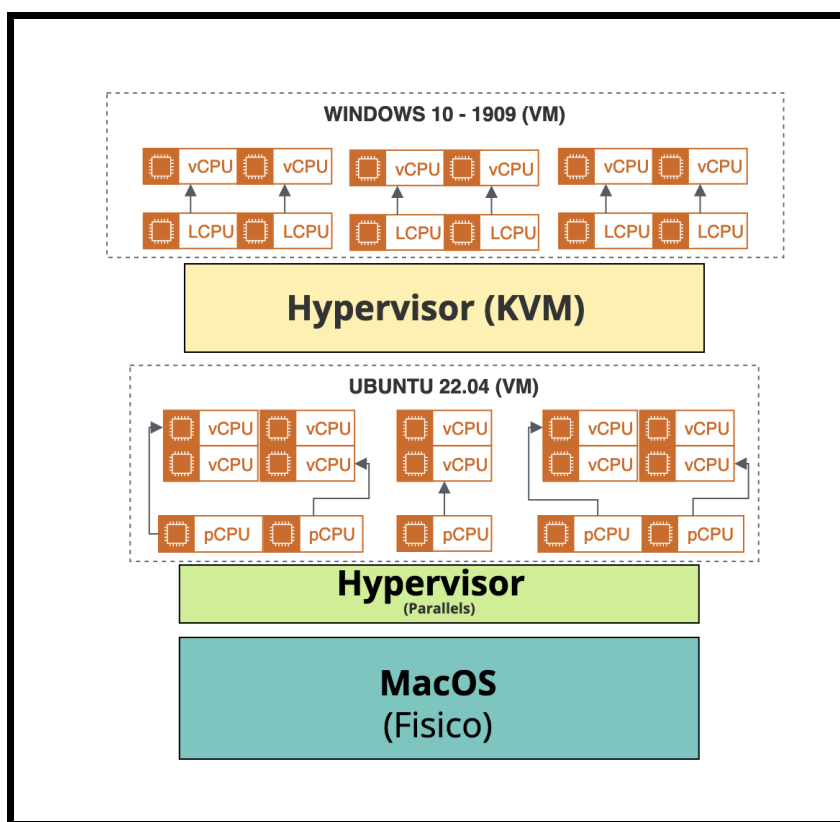 WINDOWS 10 - 1909 (VM)
vCPU vCPU vCPU vCPU vCPU vCPU
LCPU LCPU LCPU LCPU LCPU LCPU
Hypervisor (KVM)
UBUNTU 22.04 (VM)
vCPU vCPU vCPU vCPU vCPU
vCPU vCPU vCPU vCPU vCPU
pCPU pCPU pCPU pCPU pCPU
Hypervisor
(Parallels)
MacOS
(Fisico)